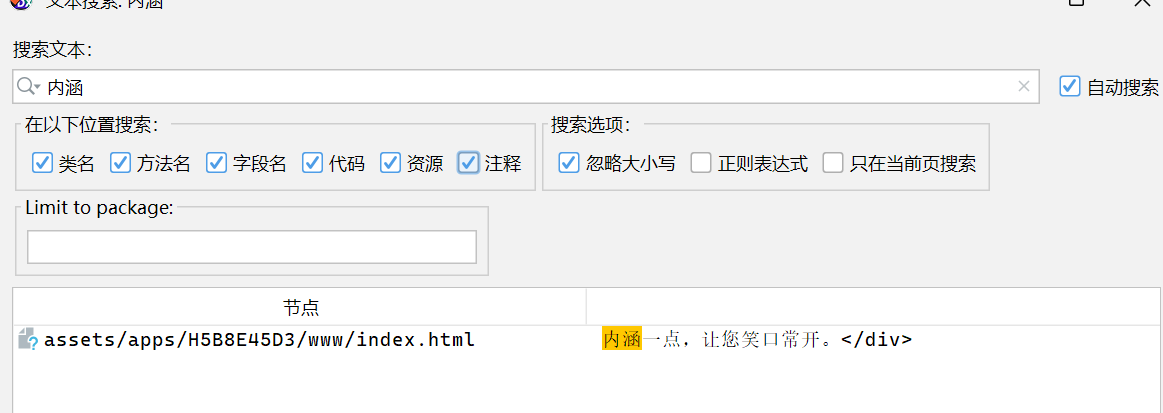 文本搜索: 内涵
搜索文本:
内涵
自动搜索
在以下位置搜索:
搜索选项:
类名 方法名 字段名 代码 资源 注释
忽略大小写 正则表达式 只在当前页搜索
Limit to package:
节点
assets/apps/H5B8E45D3/www/index.html 内涵一点，让您笑口常开。</div>